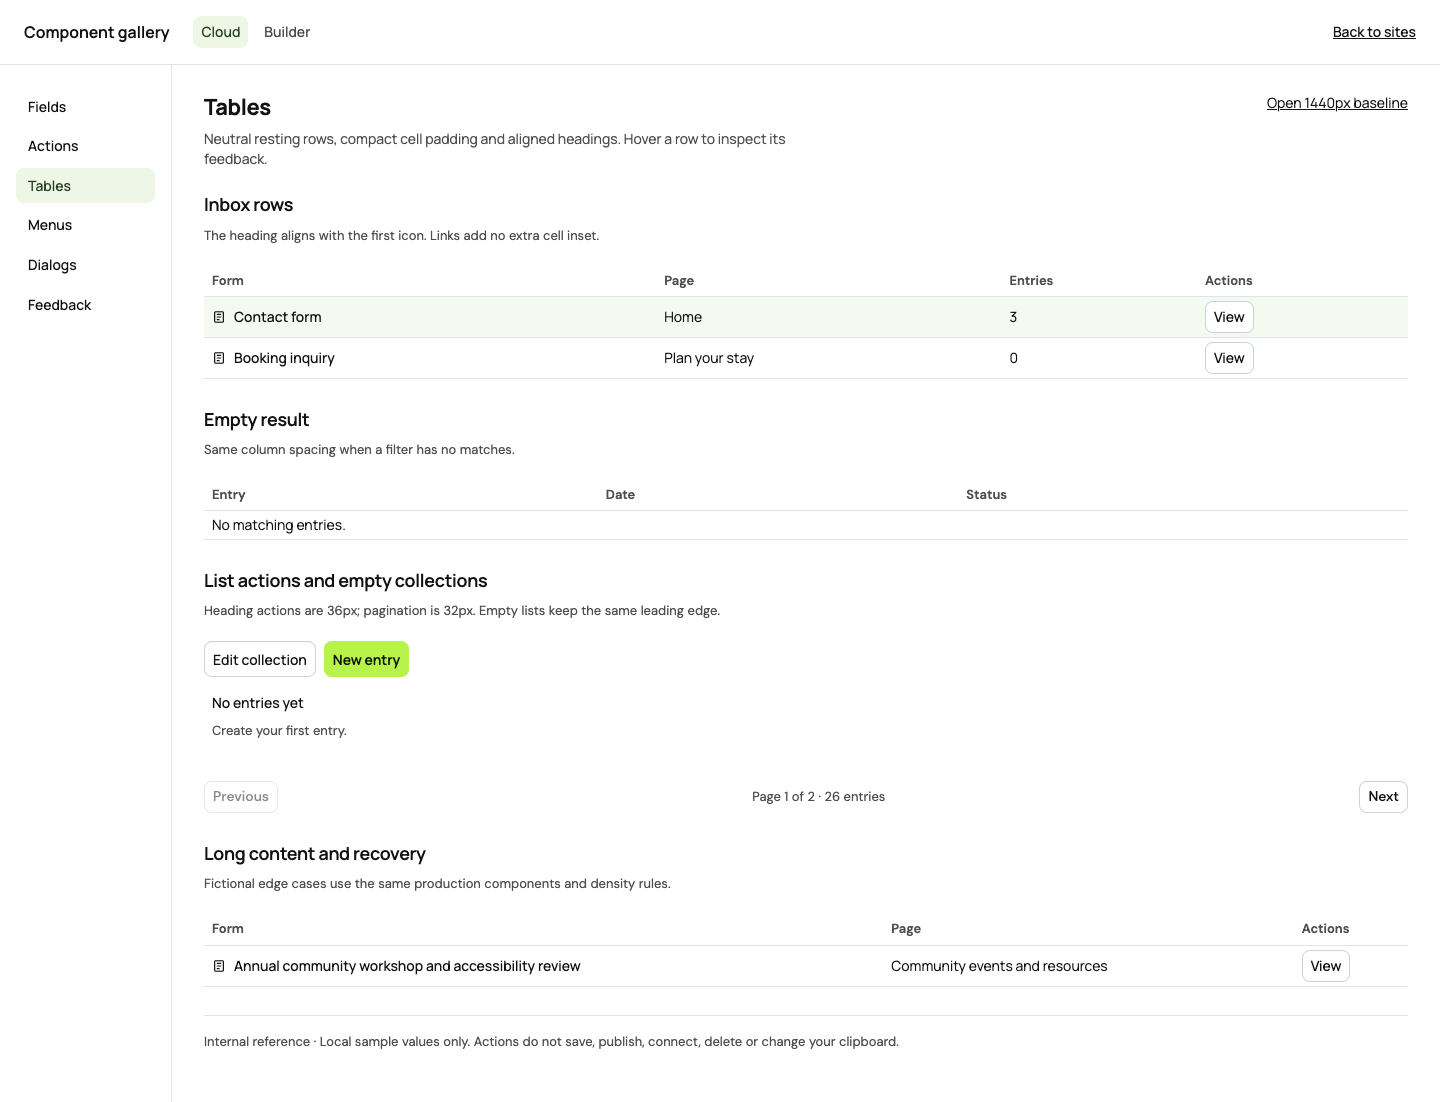 Component gallery
Cloud
Builder
Back to sites
Fields
Actions
Tables
Menus
Dialogs
Feedback
Tables
Open 1440px baseline
Neutral resting rows, compact cell padding and aligned headings. Hover a row to inspect its
feedback.
Inbox rows
The heading aligns with the first icon. Links add no extra cell inset.
Form Page Entries Actions
Contact form Home 3 View
Booking inquiry Plan your stay 0 View
Empty result
Same column spacing when a filter has no matches.
Entry Date Status
No matching entries.
List actions and empty collections
Heading actions are 36px; pagination is 32px. Empty lists keep the same leading edge.
Edit collection New entry
No entries yet
Create your first entry.
Previous Page 1 of 2 · 26 entries Next
Long content and recovery
Fictional edge cases use the same production components and density rules.
Form Page Actions
Annual community workshop and accessibility review Community events and resources View
Internal reference · Local sample values only. Actions do not save, publish, connect, delete or change your clipboard.